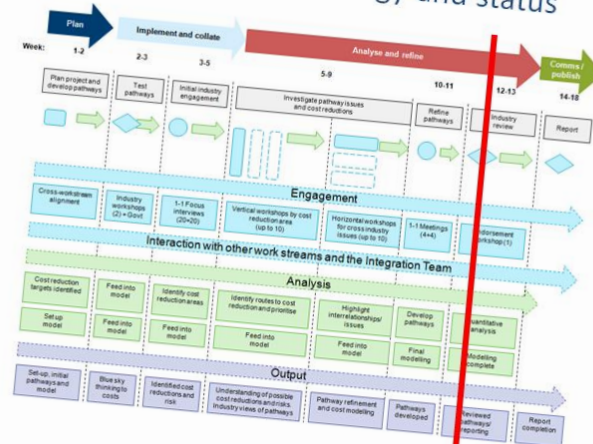 gy and status
Plan
Implement and collate
Analyse and refine
Comms /
publish
Week:
1-2
2-3
3-5
5-9
10-11
12-13
14-18
Plan project and
develop pathways
Test
pathways
Initial industry
engagement
Investigate pathway issues
and cost reductions
Refine
pathways
Industry
review
Report
Engagement
Cross-workstream
alignment
Industry
workshops
(2) + Govt
1-1 Focus
interviews
(20+20)
Vertical workshops by cost
reduction area
(up to 10)
Horizontal workshops
for cross industry
issues (up to 10)
1-1 Meetings
(4+4)
Endorsement
workshop (1)
Interaction with other work streams and the Integration Team
Analysis
Cost reduction
targets identified
Feed into
model
Identify cost
reduction areas
Identify routes to cost
reduction and prioritise
Highlight
interrelationships/
issues
Develop
pathways
Quantitative
analysis
Set up
model
Feed into
model
Feed into
model
Feed into
model
Feed into
model
Final
modelling
Modelling
complete
Output
Set-up, initial
pathways and
model
Blue sky
thinking to
costs
Identified cost
reductions and
risk
Understanding of possible
cost reductions and risks.
Industry views of pathways
Pathway refinement
and cost modelling
Pathways
developed
Reviewed
pathways/
reporting
Report
completion